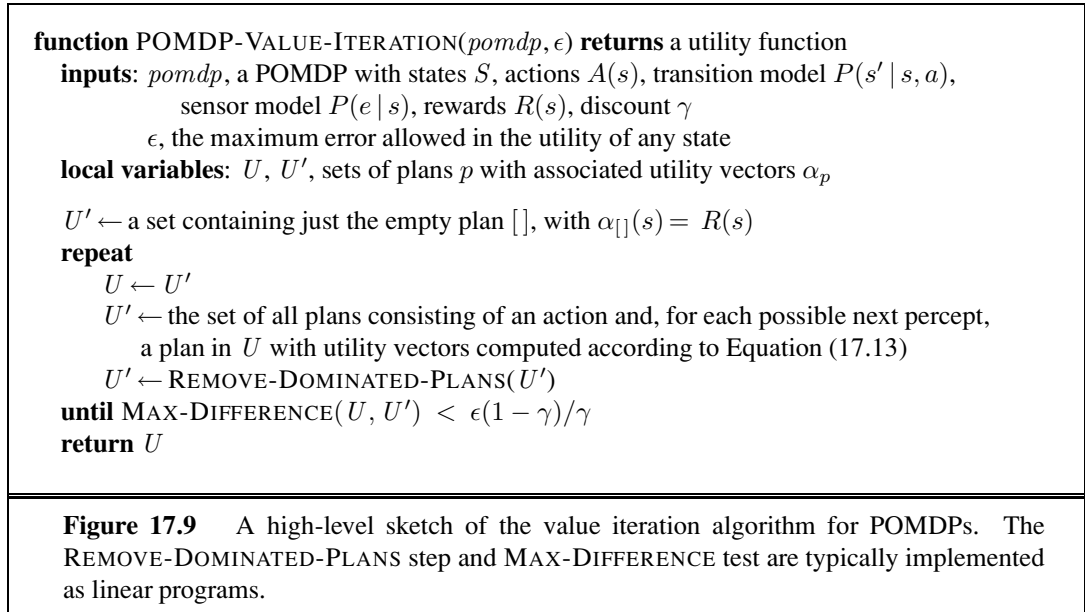 function POMDP-VALUE-ITERATION(pomdp, ϵ) returns a utility function
inputs: pomdp, a POMDP with states S, actions A(s), transition model P(s′ | s, a),
sensor model P(e | s), rewards R(s), discount γ
ϵ, the maximum error allowed in the utility of any state
local variables: U, U′, sets of plans p with associated utility vectors αₚ
U′ ← a set containing just the empty plan [ ], with α[ ](s) = R(s)
repeat
U ← U′
U′ ← the set of all plans consisting of an action and, for each possible next percept,
a plan in U with utility vectors computed according to Equation (17.13)
U′ ← REMOVE-DOMINATED-PLANS(U′)
until MAX-DIFFERENCE(U, U′) < ϵ(1 − γ)/γ
return U
Figure 17.9 A high-level sketch of the value iteration algorithm for POMDPs. The
REMOVE-DOMINATED-PLANS step and MAX-DIFFERENCE test are typically implemented
as linear programs.